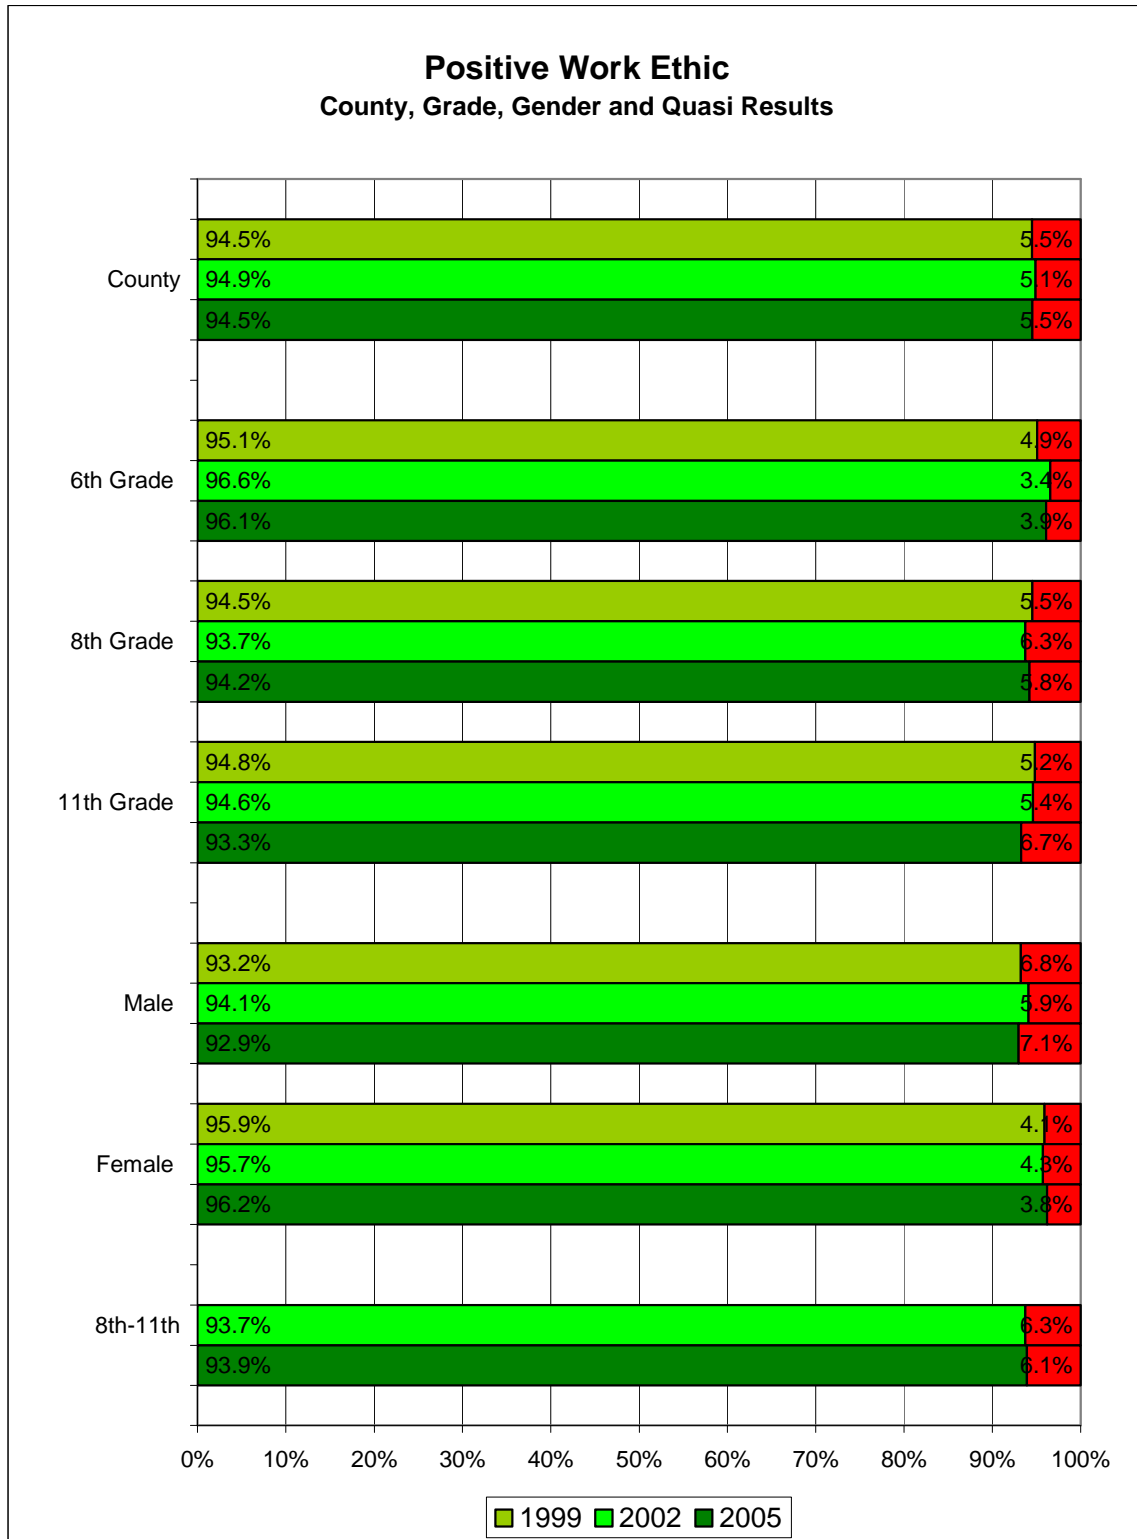 Positive Work Ethic
County, Grade, Gender and Quasi Results
94.5% 5.5%
County 94.9% 5.1%
94.5% 5.5%
95.1% 4.9%
6th Grade 96.6% 3.4%
96.1% 3.9%
94.5% 5.5%
8th Grade 93.7% 6.3%
94.2% 5.8%
94.8% 5.2%
11th Grade 94.6% 5.4%
93.3% 6.7%
93.2% 6.8%
Male 94.1% 5.9%
92.9% 7.1%
95.9% 4.1%
Female 95.7% 4.3%
96.2% 3.8%
8th-11th 93.7% 6.3%
93.9% 6.1%
0% 10% 20% 30% 40% 50% 60% 70% 80% 90% 100%
1999 2002 2005